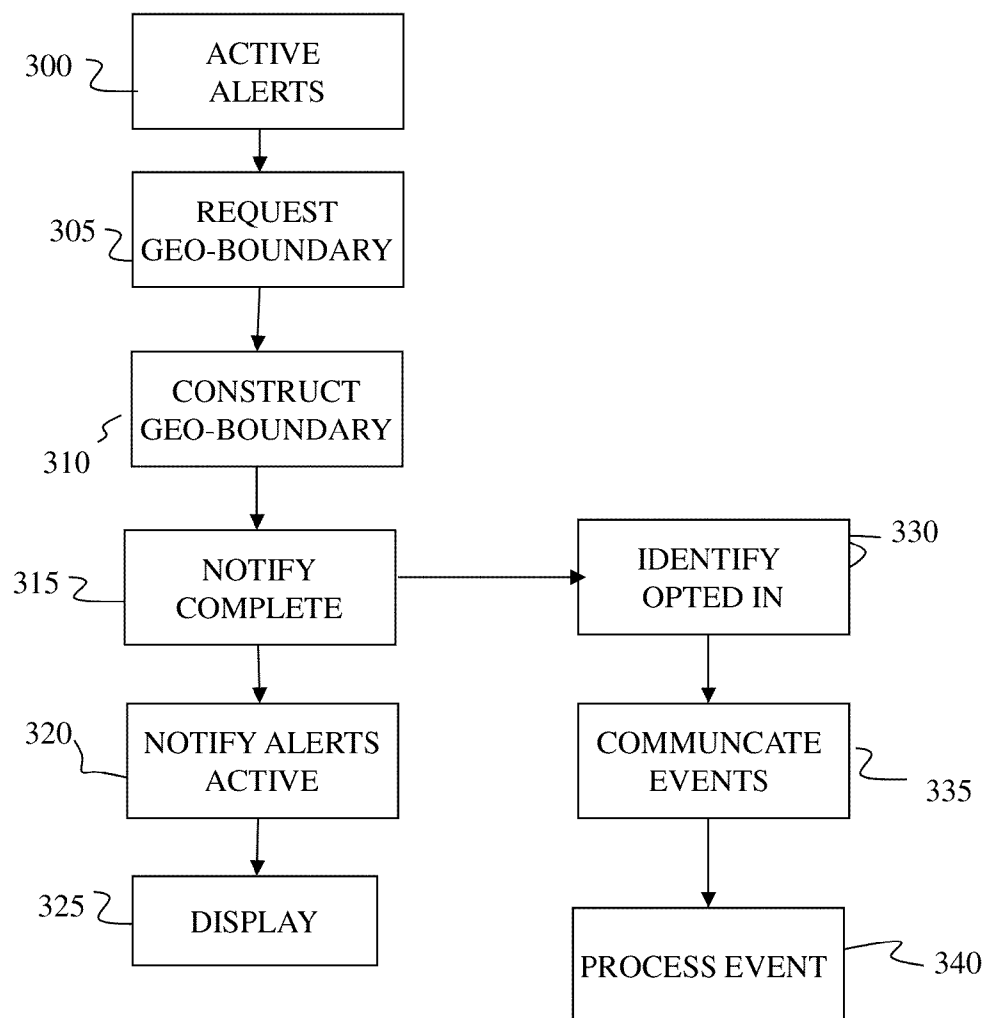 300
ACTIVE
ALERTS
305
REQUEST
GEO-BOUNDARY
310
CONSTRUCT
GEO-BOUNDARY
315
NOTIFY
COMPLETE
320
NOTIFY ALERTS
ACTIVE
325
DISPLAY
330
IDENTIFY
OPTED IN
335
COMMUNCATE
EVENTS
340
PROCESS EVENT